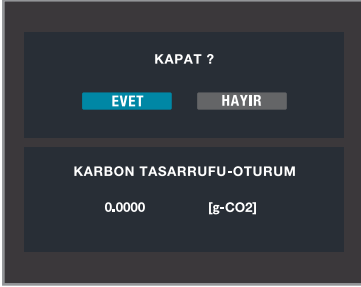 KAPAT ?
EVET HAYIR
KARBON TASARRUFU-OTURUM
0.0000 [g-CO2]